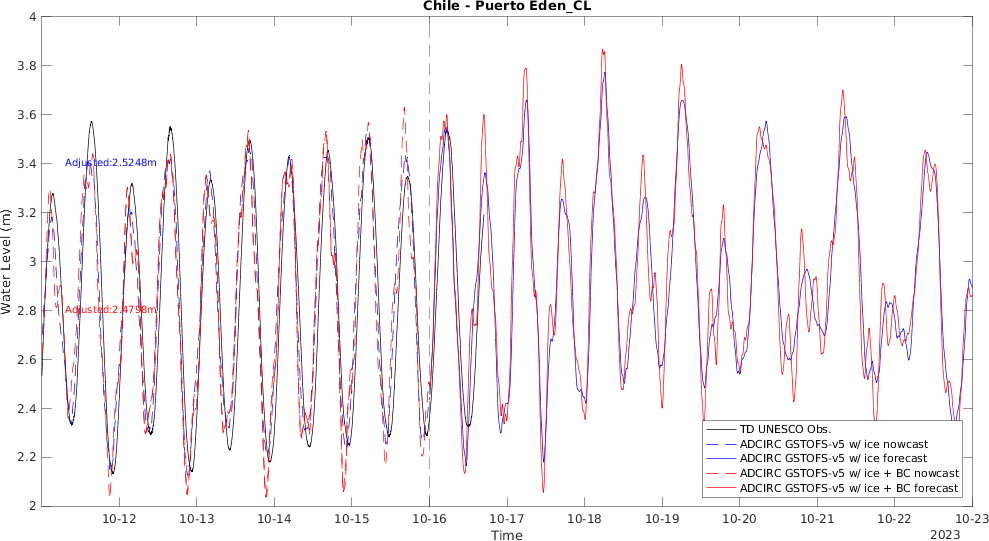 Chile - Puerto Eden_CL
4
3.8
3.6
3.4
3.2
3
2.8
2.6
2.4
2.2
2
Water Level (m)
Adjusted:2.5248m
Adjusted:2.4798m
TD UNESCO Obs.
ADCIRC GSTOFS-v5 w/ ice nowcast
ADCIRC GSTOFS-v5 w/ ice forecast
ADCIRC GSTOFS-v5 w/ ice + BC nowcast
ADCIRC GSTOFS-v5 w/ ice + BC forecast
10-12 10-13 10-14 10-15 10-16 10-17 10-18 10-19 10-20 10-21 10-22 10-23
Time
2023